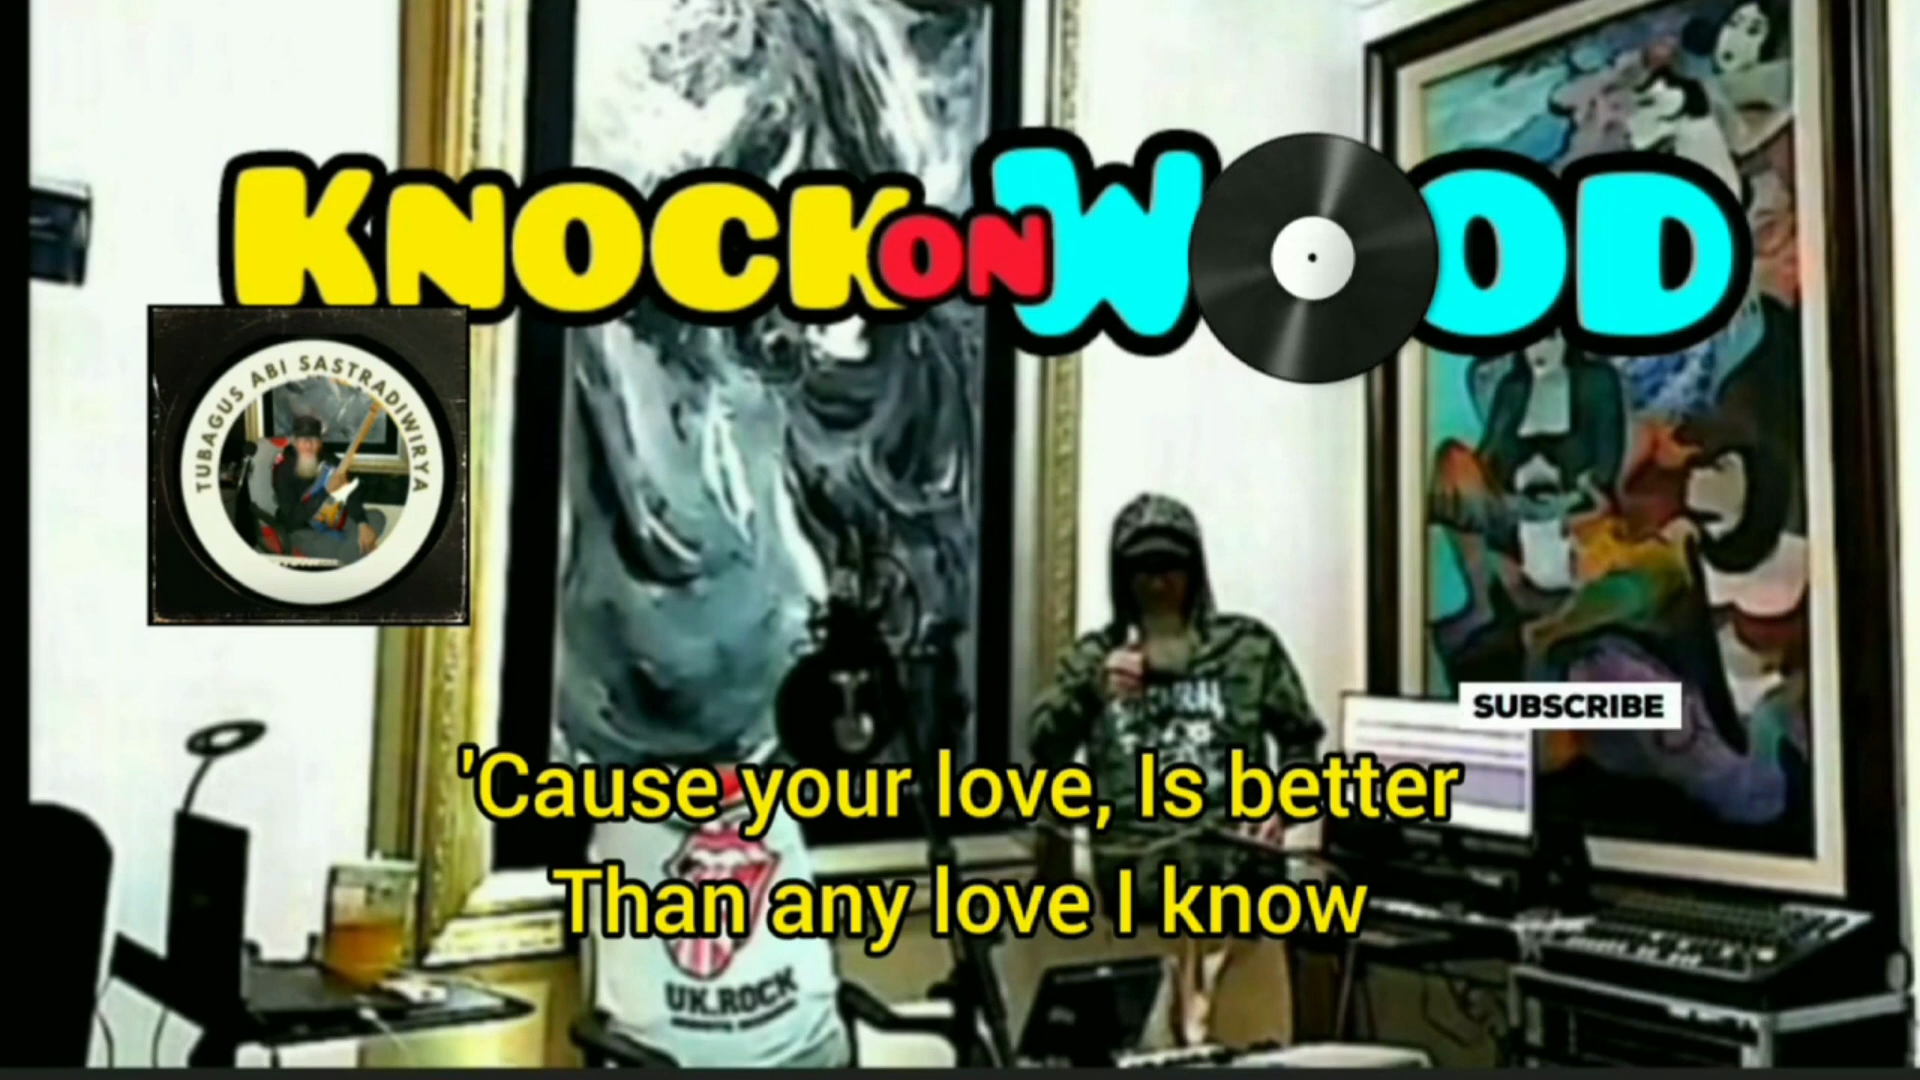 KNOCK ON WOOD
TUBAGUS ABI SASTRADIWIRYA
SUBSCRIBE
'Cause your love, Is better
Than any love I know
UK.ROCK